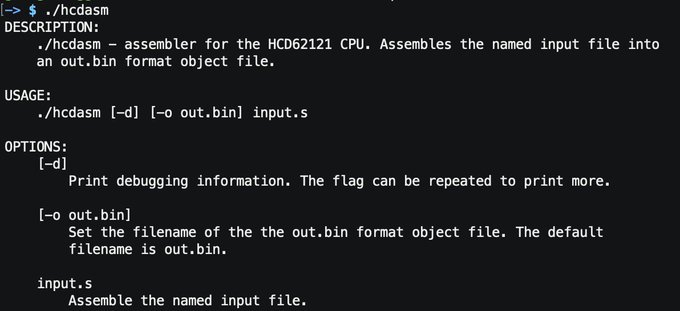 [-> $ ./hcdasm
DESCRIPTION:
./hcdasm – assembler for the HCD62121 CPU. Assembles the named input file into
an out.bin format object file.
USAGE:
./hcdasm [-d] [-o out.bin] input.s
OPTIONS:
[-d]
Print debugging information. The flag can be repeated to print more.
[-o out.bin]
Set the filename of the the out.bin format object file. The default
filename is out.bin.
input.s
Assemble the named input file.